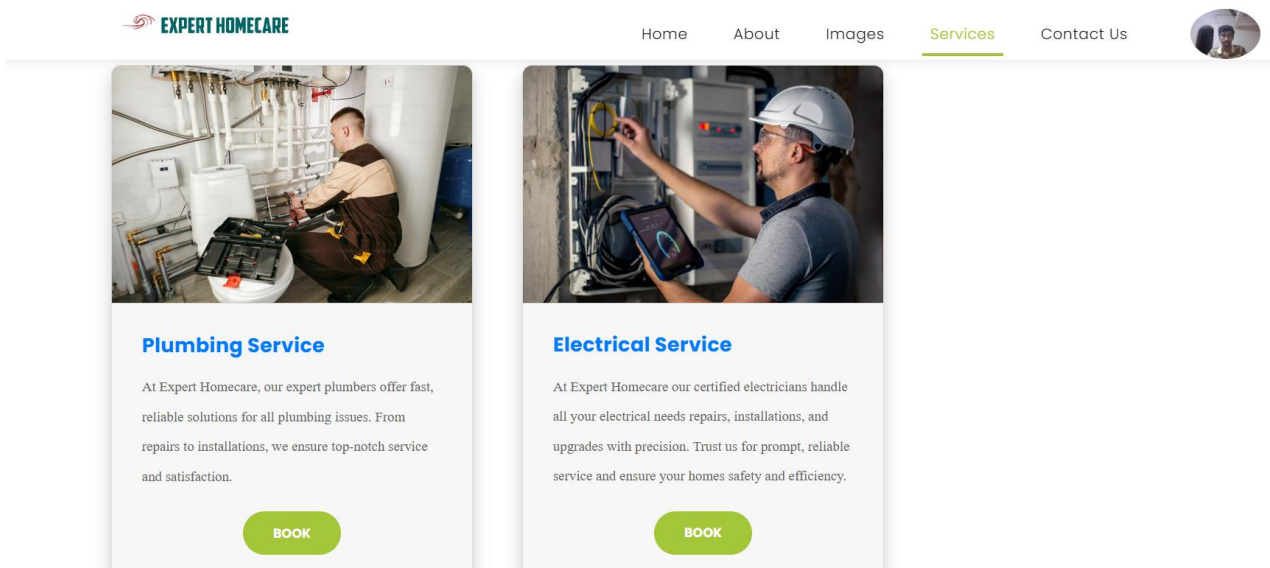 EXPERT HOMECARE
Home About Images Services Contact Us
Plumbing Service
At Expert Homecare, our expert plumbers offer fast,
reliable solutions for all plumbing issues. From
repairs to installations, we ensure top-notch service
and satisfaction.
BOOK
Electrical Service
At Expert Homecare our certified electricians handle
all your electrical needs repairs, installations, and
upgrades with precision. Trust us for prompt, reliable
service and ensure your homes safety and efficiency.
BOOK